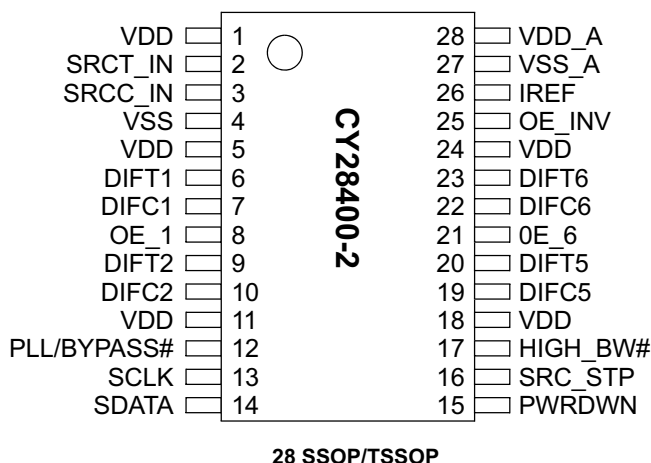 VDD 1 28 VDD_A
SRCT_IN 2 27 VSS_A
SRCC_IN 3 26 IREF
VSS 4 25 OE_INV
VDD 5 24 VDD
DIFT1 6 23 DIFT6
DIFC1 7 22 DIFC6
OE_1 8 21 0E_6
DIFT2 9 20 DIFT5
DIFC2 10 19 DIFC5
VDD 11 18 VDD
PLL/BYPASS# 12 17 HIGH_BW#
SCLK 13 16 SRC_STP
SDATA 14 15 PWRDWN
CY28400-2
28 SSOP/TSSOP